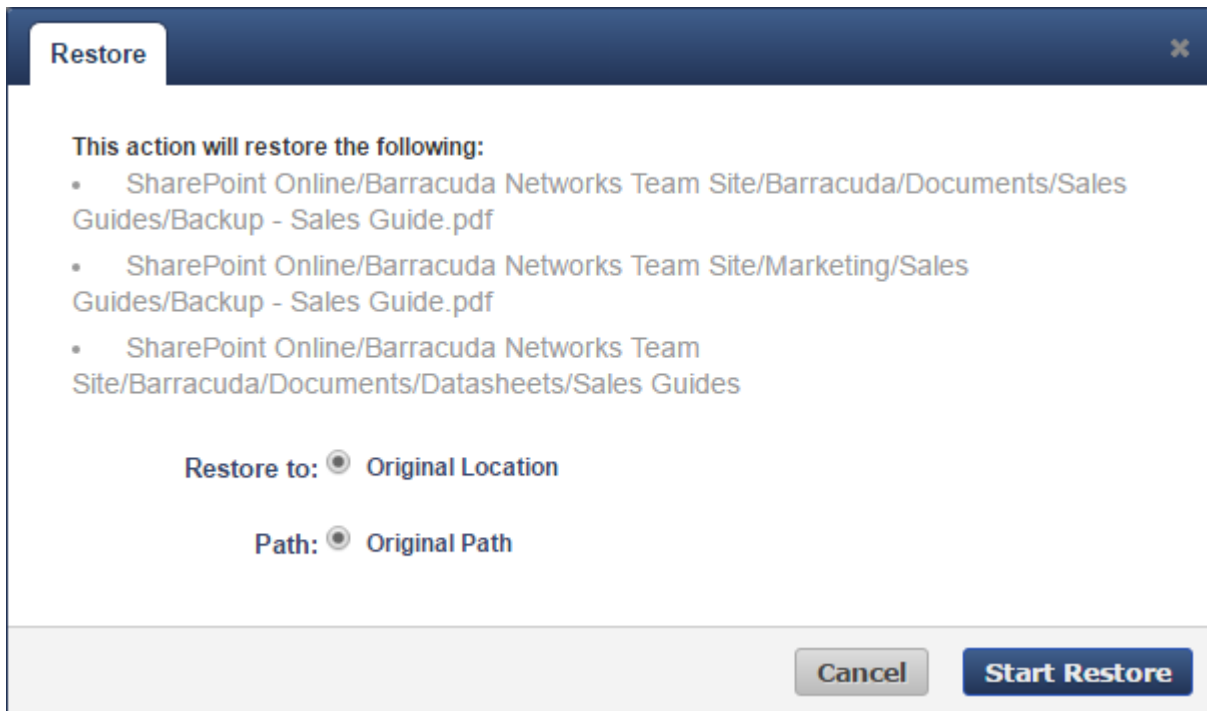 Restore
This action will restore the following:
• SharePoint Online/Barracuda Networks Team Site/Barracuda/Documents/Sales
Guides/Backup - Sales Guide.pdf
• SharePoint Online/Barracuda Networks Team Site/Marketing/Sales
Guides/Backup - Sales Guide.pdf
• SharePoint Online/Barracuda Networks Team
Site/Barracuda/Documents/Datasheets/Sales Guides
Restore to: Original Location
Path: Original Path
Cancel Start Restore